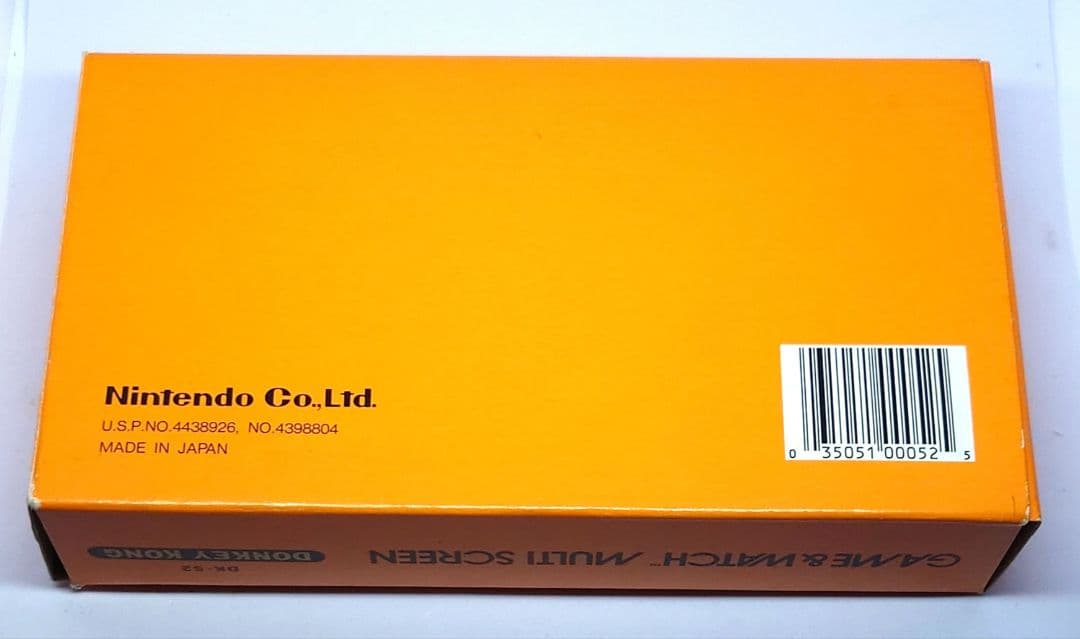 Nintendo Co.,Ltd.
U.S.P.NO.4438926, NO.4398804
MADE IN JAPAN
0 35051 00052 5
GAME & WATCH™ MULTI SCREEN
DK-52
DONKEY KONG